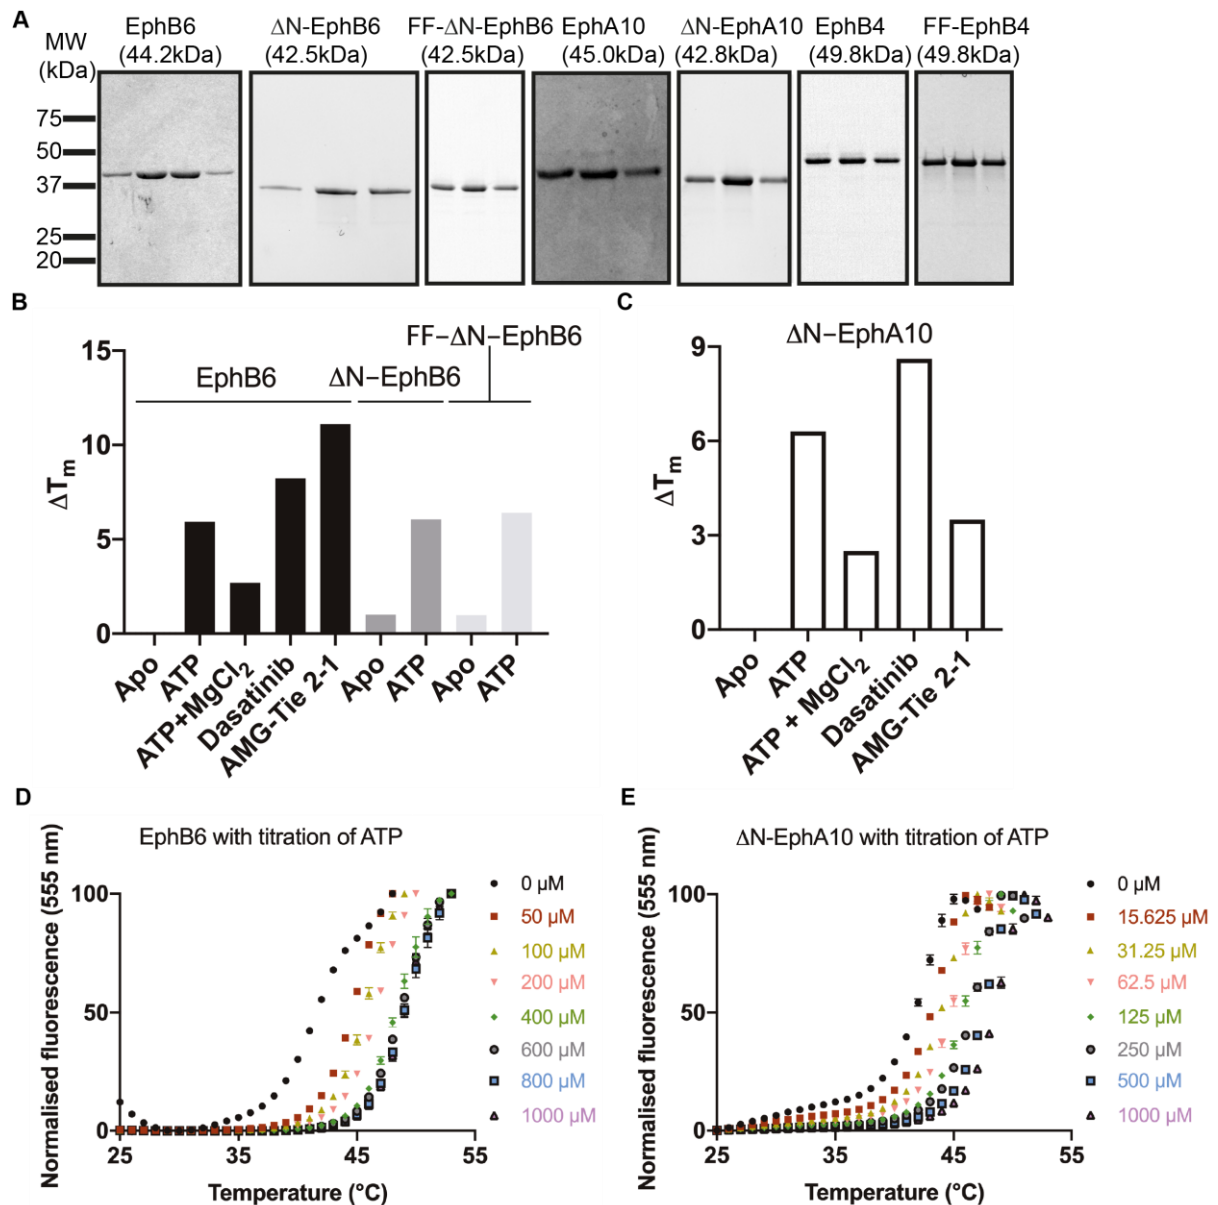 A
MW
(kDa)
EphB6
(44.2kDa)
ΔN-EphB6
(42.5kDa)
FF-ΔN-EphB6
(42.5kDa)
EphA10
(45.0kDa)
ΔN-EphA10
(42.8kDa)
EphB4
(49.8kDa)
FF-EphB4
(49.8kDa)
75
50
37
25
20
B
FF–ΔN–EphB6
EphB6
ΔN–EphB6
ΔTm
15
10
5
0
Apo
ATP
ATP+MgCl2
Dasatinib
AMG-Tie 2-1
Apo
ATP
Apo
ATP
C
ΔN–EphA10
ΔTm
9
6
3
0
Apo
ATP
ATP + MgCl2
Dasatinib
AMG-Tie 2-1
D
EphB6 with titration of ATP
Normalised fluorescence (555 nm)
100
50
0
25
35
45
55
Temperature (°C)
0 µM
50 µM
100 µM
200 µM
400 µM
600 µM
800 µM
1000 µM
E
ΔN-EphA10 with titration of ATP
Normalised fluorescence (555 nm)
100
50
0
25
35
45
55
Temperature (°C)
0 µM
15.625 µM
31.25 µM
62.5 µM
125 µM
250 µM
500 µM
1000 µM